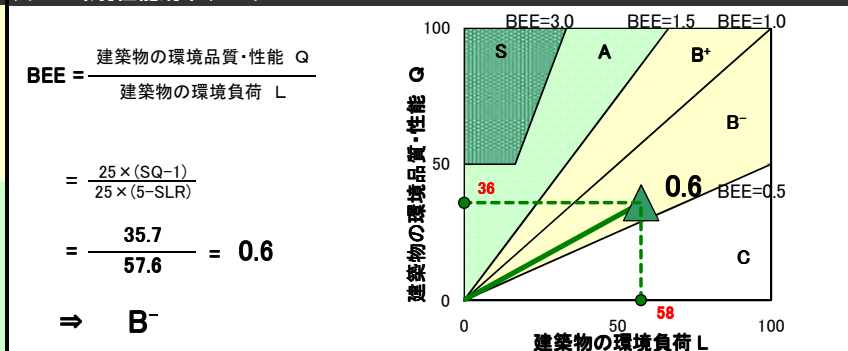 建築物の環境品質・性能 Q
BEE =
建築物の環境負荷 L
= 25×(SQ-1)
25×(5-SLR)
= 35.7
57.6
= 0.6
⇒ B⁻
BEE=3.0 BEE=1.5 BEE=1.0
100
S A B⁺
B⁻
50
36
0.6
BEE=0.5
C
0
58
0 50 100
建築物の環境品質・性能 Q
建築物の環境負荷 L